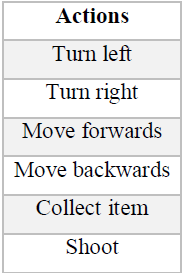 Actions
Turn left
Turn right
Move forwards
Move backwards
Collect item
Shoot